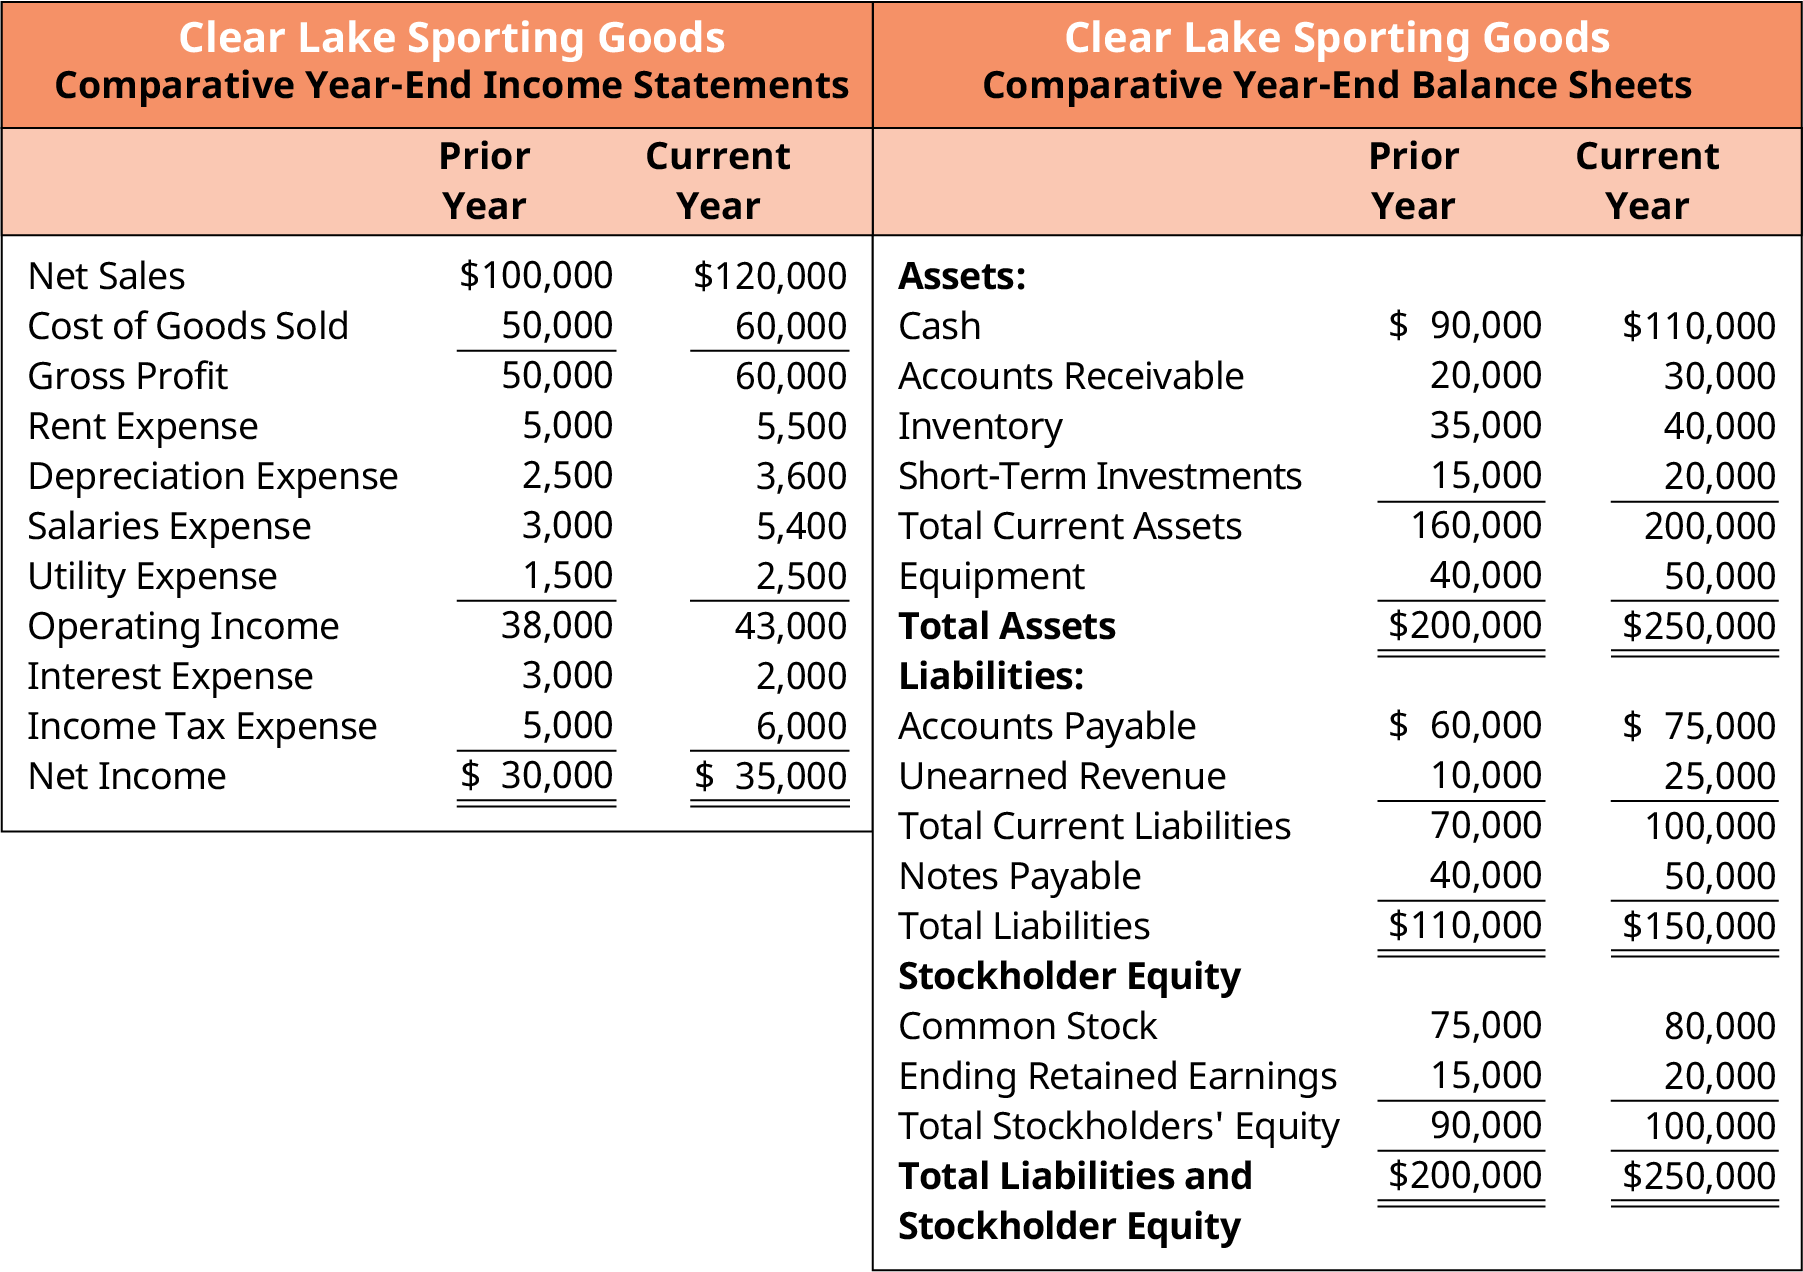 Clear Lake Sporting Goods
Comparative Year-End Income Statements
Prior Current
Year Year
Net Sales $100,000 $120,000
Cost of Goods Sold 50,000 60,000
Gross Profit 50,000 60,000
Rent Expense 5,000 5,500
Depreciation Expense 2,500 3,600
Salaries Expense 3,000 5,400
Utility Expense 1,500 2,500
Operating Income 38,000 43,000
Interest Expense 3,000 2,000
Income Tax Expense 5,000 6,000
Net Income $ 30,000 $ 35,000
Clear Lake Sporting Goods
Comparative Year-End Balance Sheets
Prior Current
Year Year
Assets:
Cash $ 90,000 $110,000
Accounts Receivable 20,000 30,000
Inventory 35,000 40,000
Short-Term Investments 15,000 20,000
Total Current Assets 160,000 200,000
Equipment 40,000 50,000
Total Assets $200,000 $250,000
Liabilities:
Accounts Payable $ 60,000 $ 75,000
Unearned Revenue 10,000 25,000
Total Current Liabilities 70,000 100,000
Notes Payable 40,000 50,000
Total Liabilities $110,000 $150,000
Stockholder Equity
Common Stock 75,000 80,000
Ending Retained Earnings 15,000 20,000
Total Stockholders' Equity 90,000 100,000
Total Liabilities and $200,000 $250,000
Stockholder Equity